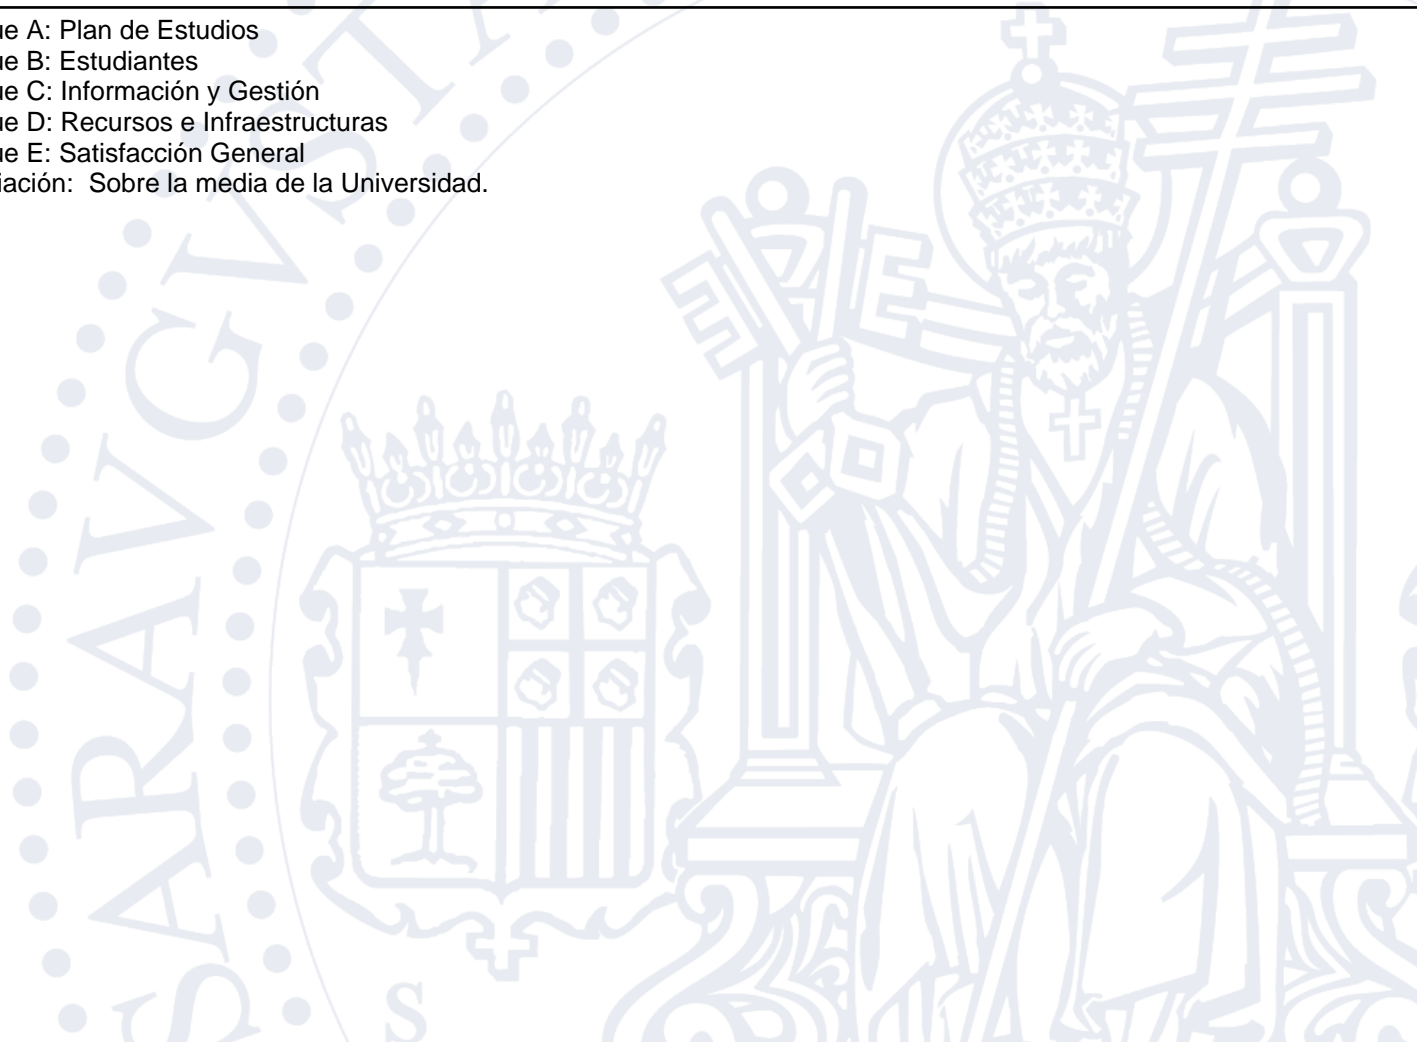 ue A: Plan de Estudios
ue B: Estudiantes
ue C: Información y Gestión
ue D: Recursos e Infraestructuras
ue E: Satisfacción General
iación:  Sobre la media de la Universidad.
SARAVGVSTA
S